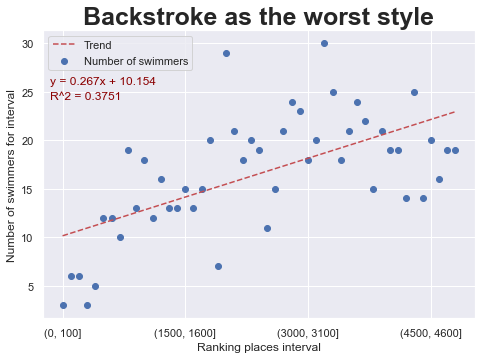 Backstroke as the worst style
Trend
Number of swimmers
y = 0.267x + 10.154
R^2 = 0.3751
30
25
20
15
10
5
Number of swimmers for interval
(0, 100]
(1500, 1600]
(3000, 3100]
(4500, 4600]
Ranking places interval